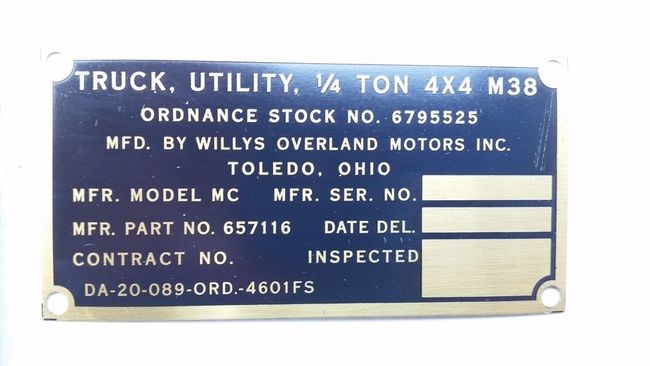 TRUCK, UTILITY, 1/4 TON 4X4 M38
ORDNANCE STOCK NO. 6795525
MFD. BY WILLYS OVERLAND MOTORS INC.
TOLEDO, OHIO
MFR. MODEL MC MFR. SER. NO.
MFR. PART NO. 657116 DATE DEL.
CONTRACT NO. INSPECTED
DA-20-089-ORD.-4601FS